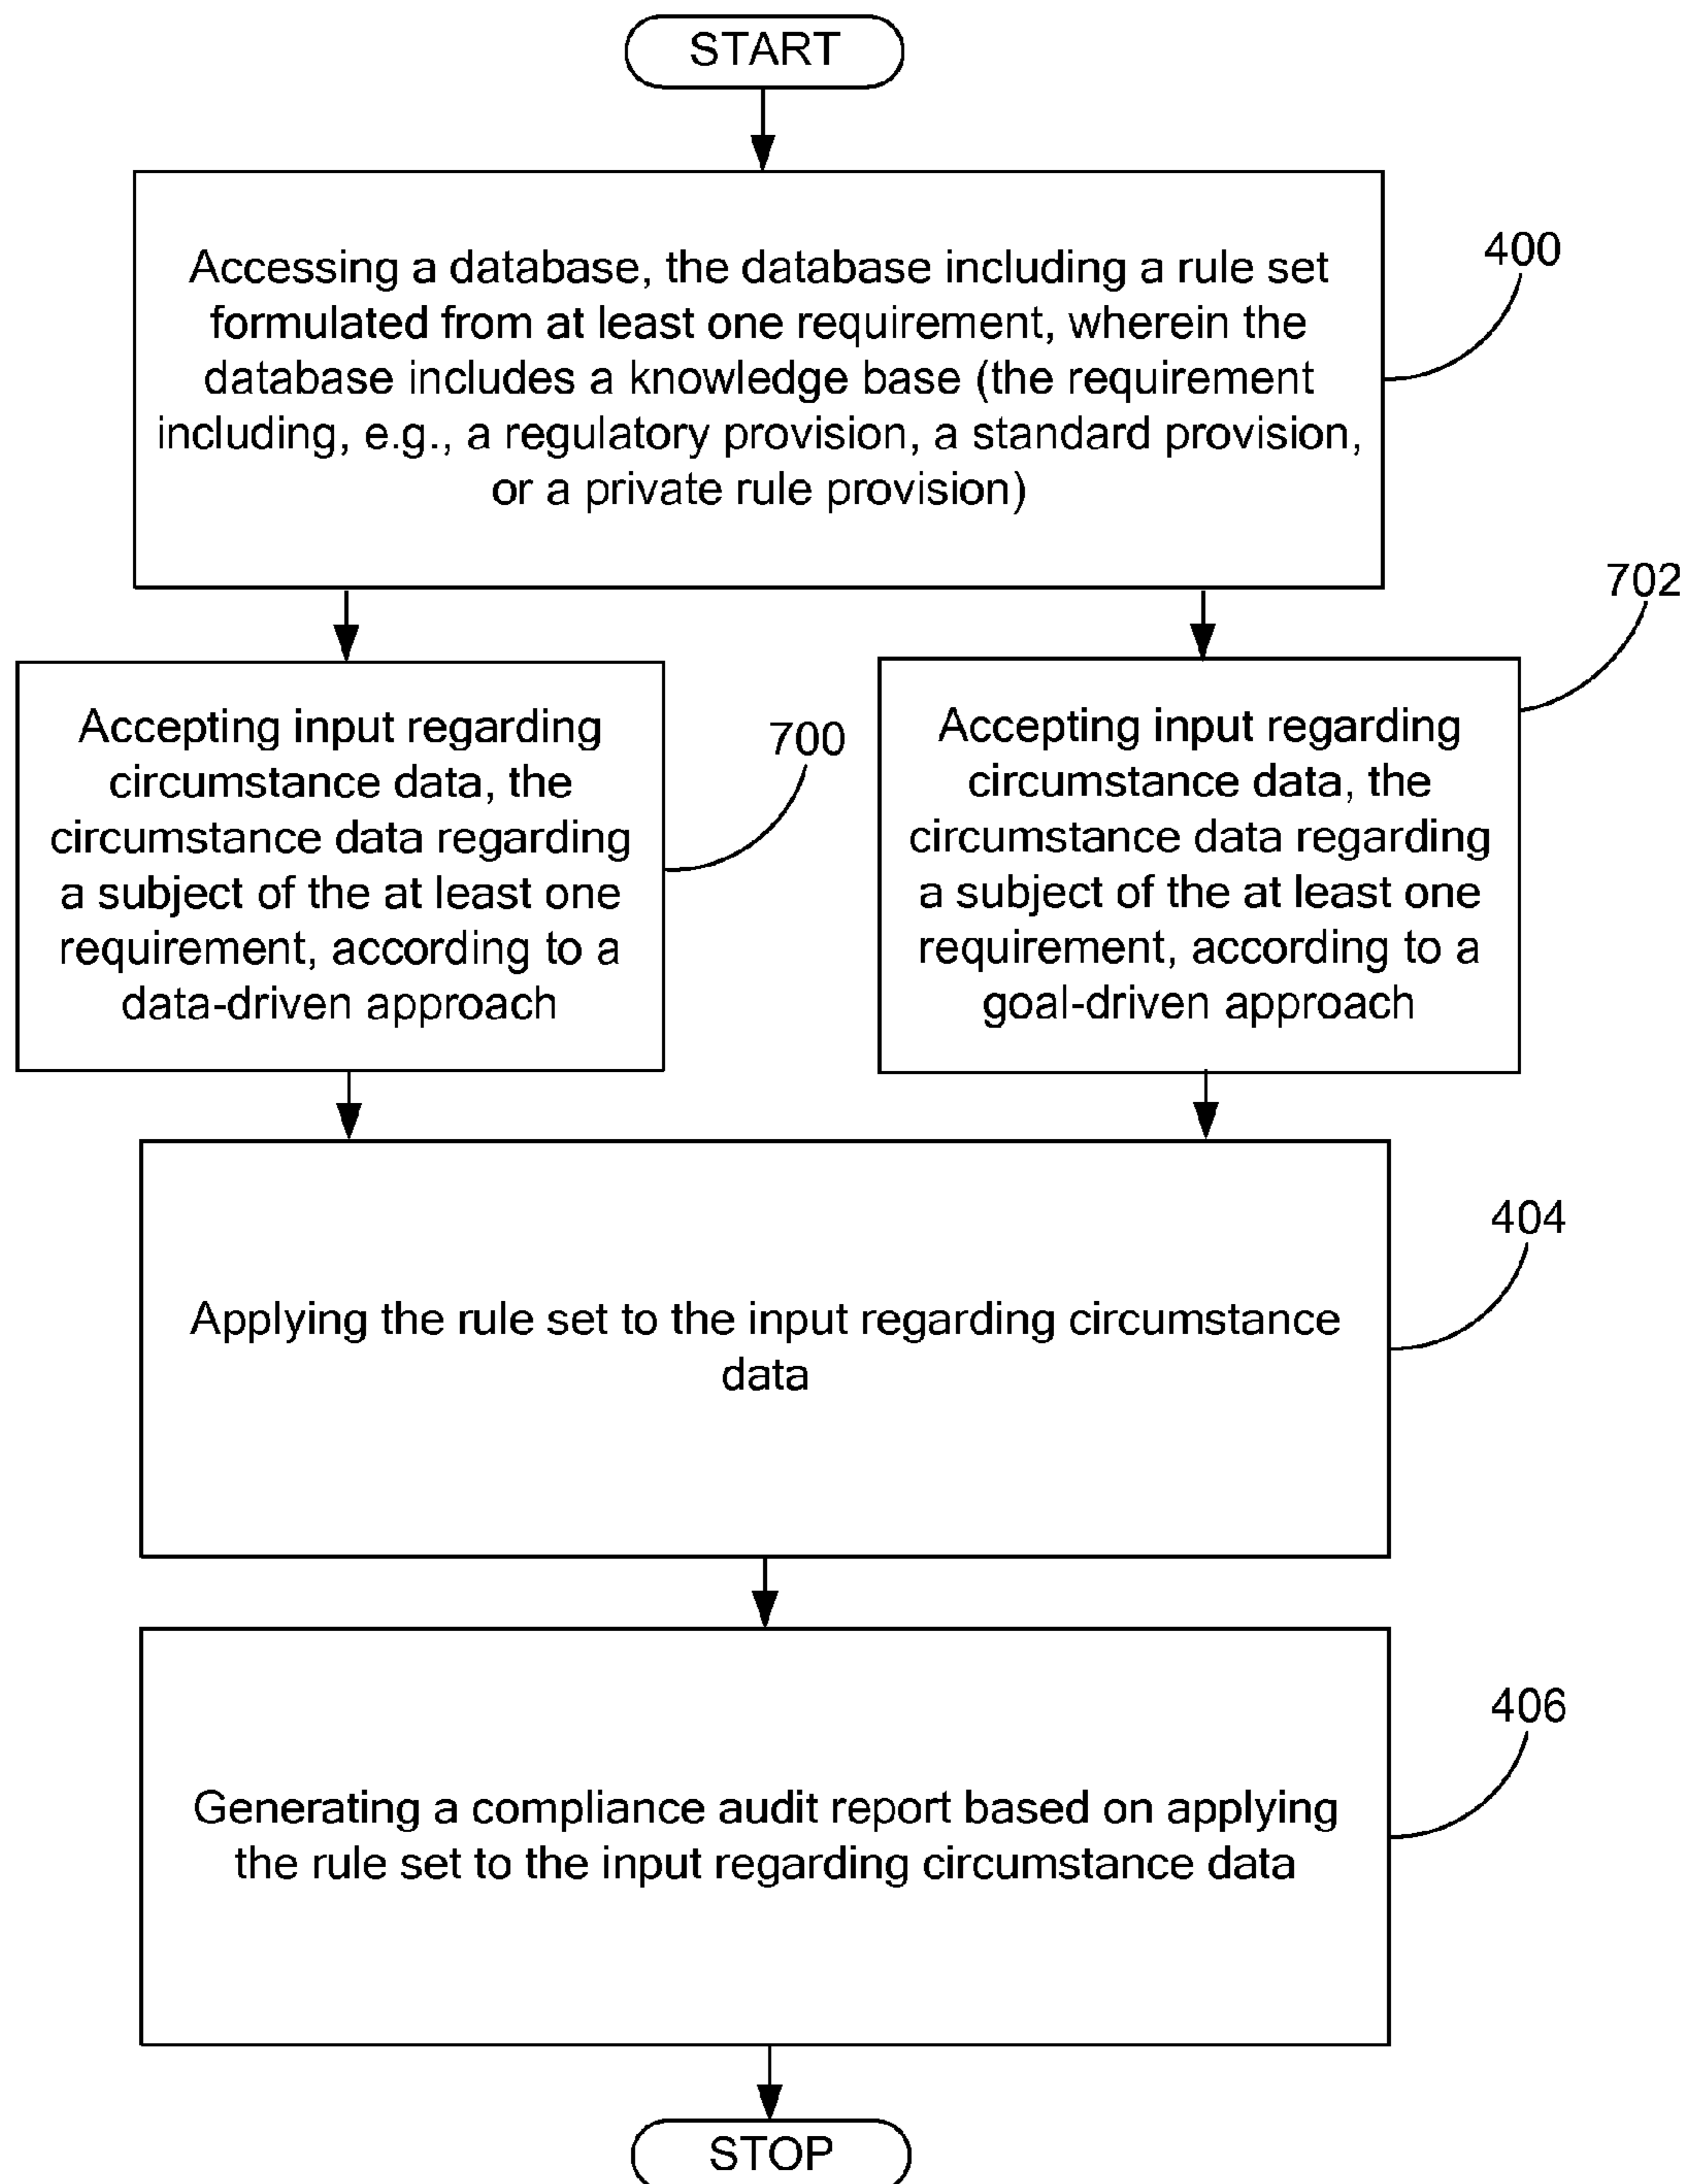 START
Accessing a database, the database including a rule set
formulated from at least one requirement, wherein the
database includes a knowledge base (the requirement
including, e.g., a regulatory provision, a standard provision,
or a private rule provision)
400
702
Accepting input regarding
circumstance data, the
circumstance data regarding
a subject of the at least one
requirement, according to a
data-driven approach
700
Accepting input regarding
circumstance data, the
circumstance data regarding
a subject of the at least one
requirement, according to a
goal-driven approach
Applying the rule set to the input regarding circumstance
data
404
Generating a compliance audit report based on applying
the rule set to the input regarding circumstance data
406
STOP